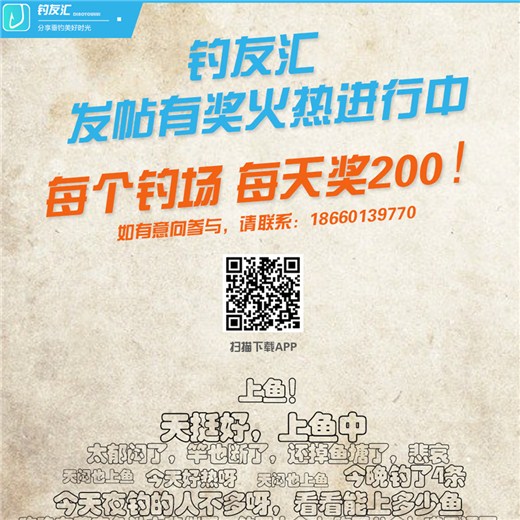 钓友汇
分享垂钓美好时光
钓友汇
发帖有奖火热进行中
每个钓场 每天奖200！
如有意向参与，请联系：18660139770
扫描下载APP
上鱼！
天挺好，上鱼中
太郁闷了，竿也断了，还掉鱼塘了，悲哀
天闷也上鱼 今天好热呀 天闷也上鱼 今晚钓了4条
今天夜钓的人不多呀，看看能上多少鱼